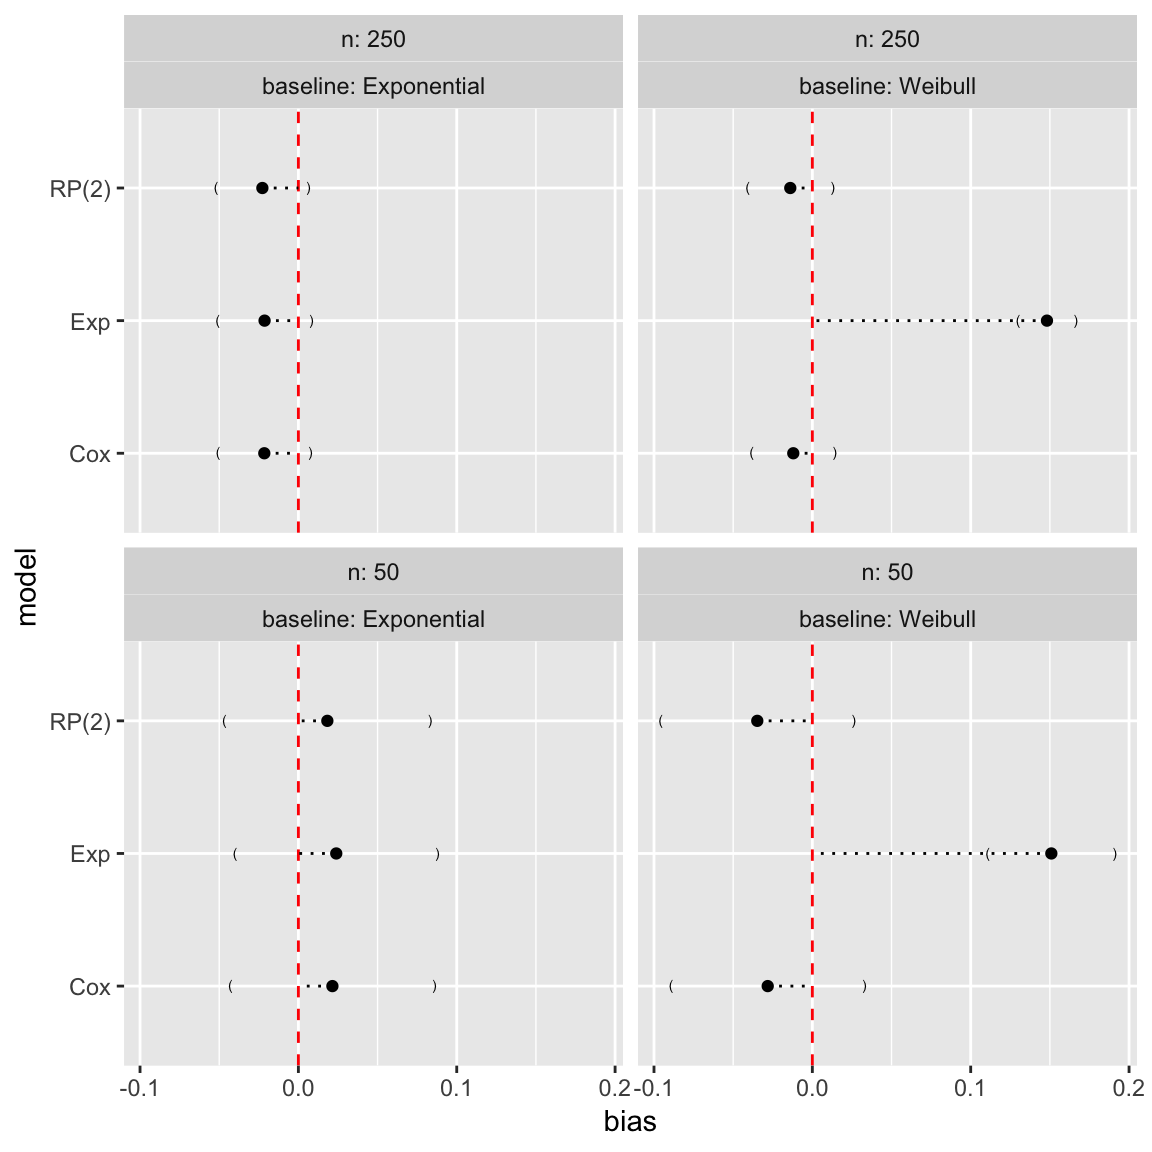 n: 250
n: 250
baseline: Exponential
baseline: Weibull
RP(2)
( )
( )
Exp
( )
( )
Cox
( )
( )
model
n: 50
n: 50
baseline: Exponential
baseline: Weibull
RP(2)
( )
( )
Exp
( )
( )
Cox
( )
( )
-0.1 0.0 0.1 0.2
-0.1 0.0 0.1 0.2
bias